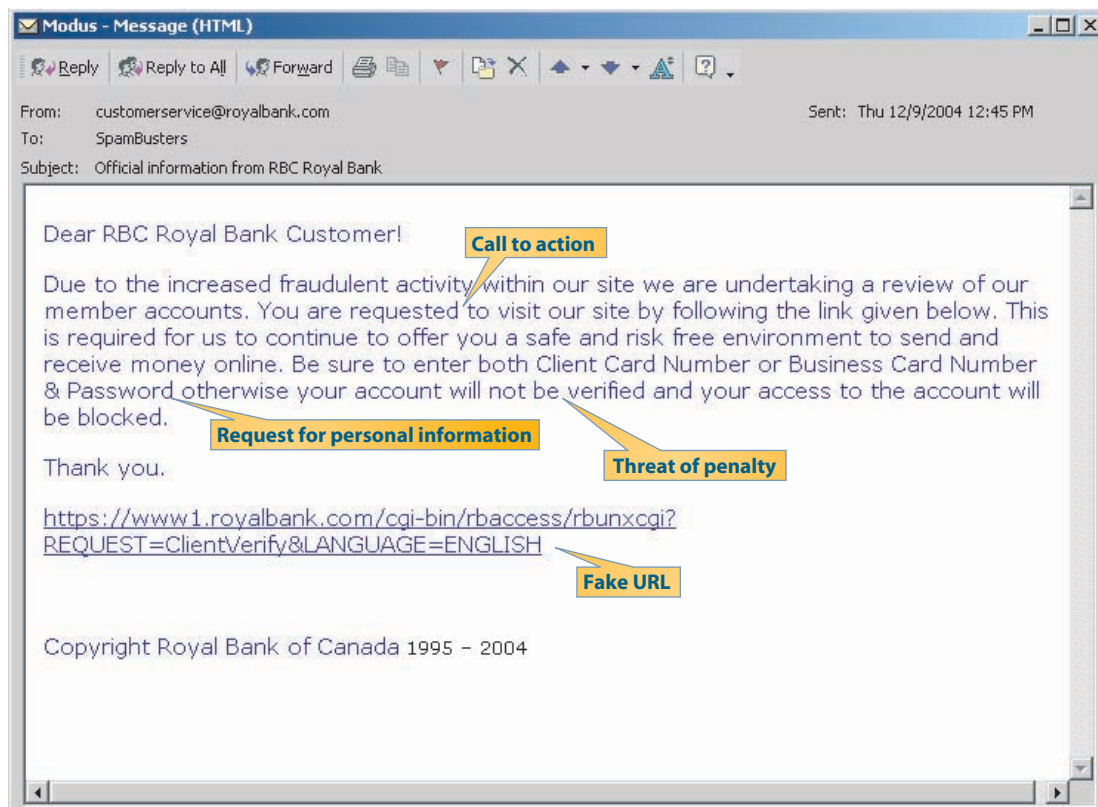 Modus - Message (HTML)
Reply Reply to All Forward
From: customerservice@royalbank.com Sent: Thu 12/9/2004 12:45 PM
To: SpamBusters
Subject: Official information from RBC Royal Bank
Dear RBC Royal Bank Customer!
Call to action
Due to the increased fraudulent activity within our site we are undertaking a review of our
member accounts. You are requested to visit our site by following the link given below. This
is required for us to continue to offer you a safe and risk free environment to send and
receive money online. Be sure to enter both Client Card Number or Business Card Number
& Password otherwise your account will not be verified and your access to the account will
be blocked.
Request for personal information
Threat of penalty
Thank you.
https://www1.royalbank.com/cgi-bin/rbaccess/rbunxcgi?
REQUEST=ClientVerify&LANGUAGE=ENGLISH
Fake URL
Copyright Royal Bank of Canada 1995 – 2004